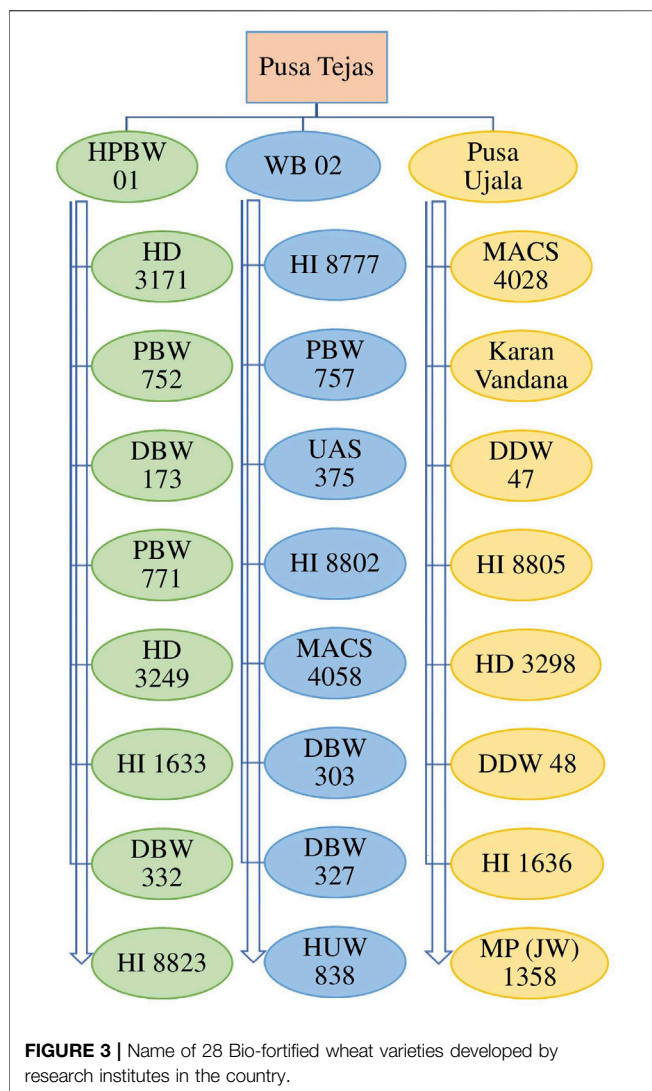 Pusa Tejas
HPBW
01
WB 02
Pusa
Ujala
HD
3171
HI 8777
MACS
4028
PBW
752
PBW
757
Karan
Vandana
DBW
173
UAS
375
DDW
47
PBW
771
HI 8802
HI 8805
HD
3249
MACS
4058
HD 3298
HI 1633
DBW
303
DDW 48
DBW
332
DBW
327
HI 1636
HI 8823
HUW
838
MP (JW)
1358
FIGURE 3 | Name of 28 Bio-fortified wheat varieties developed by
research institutes in the country.